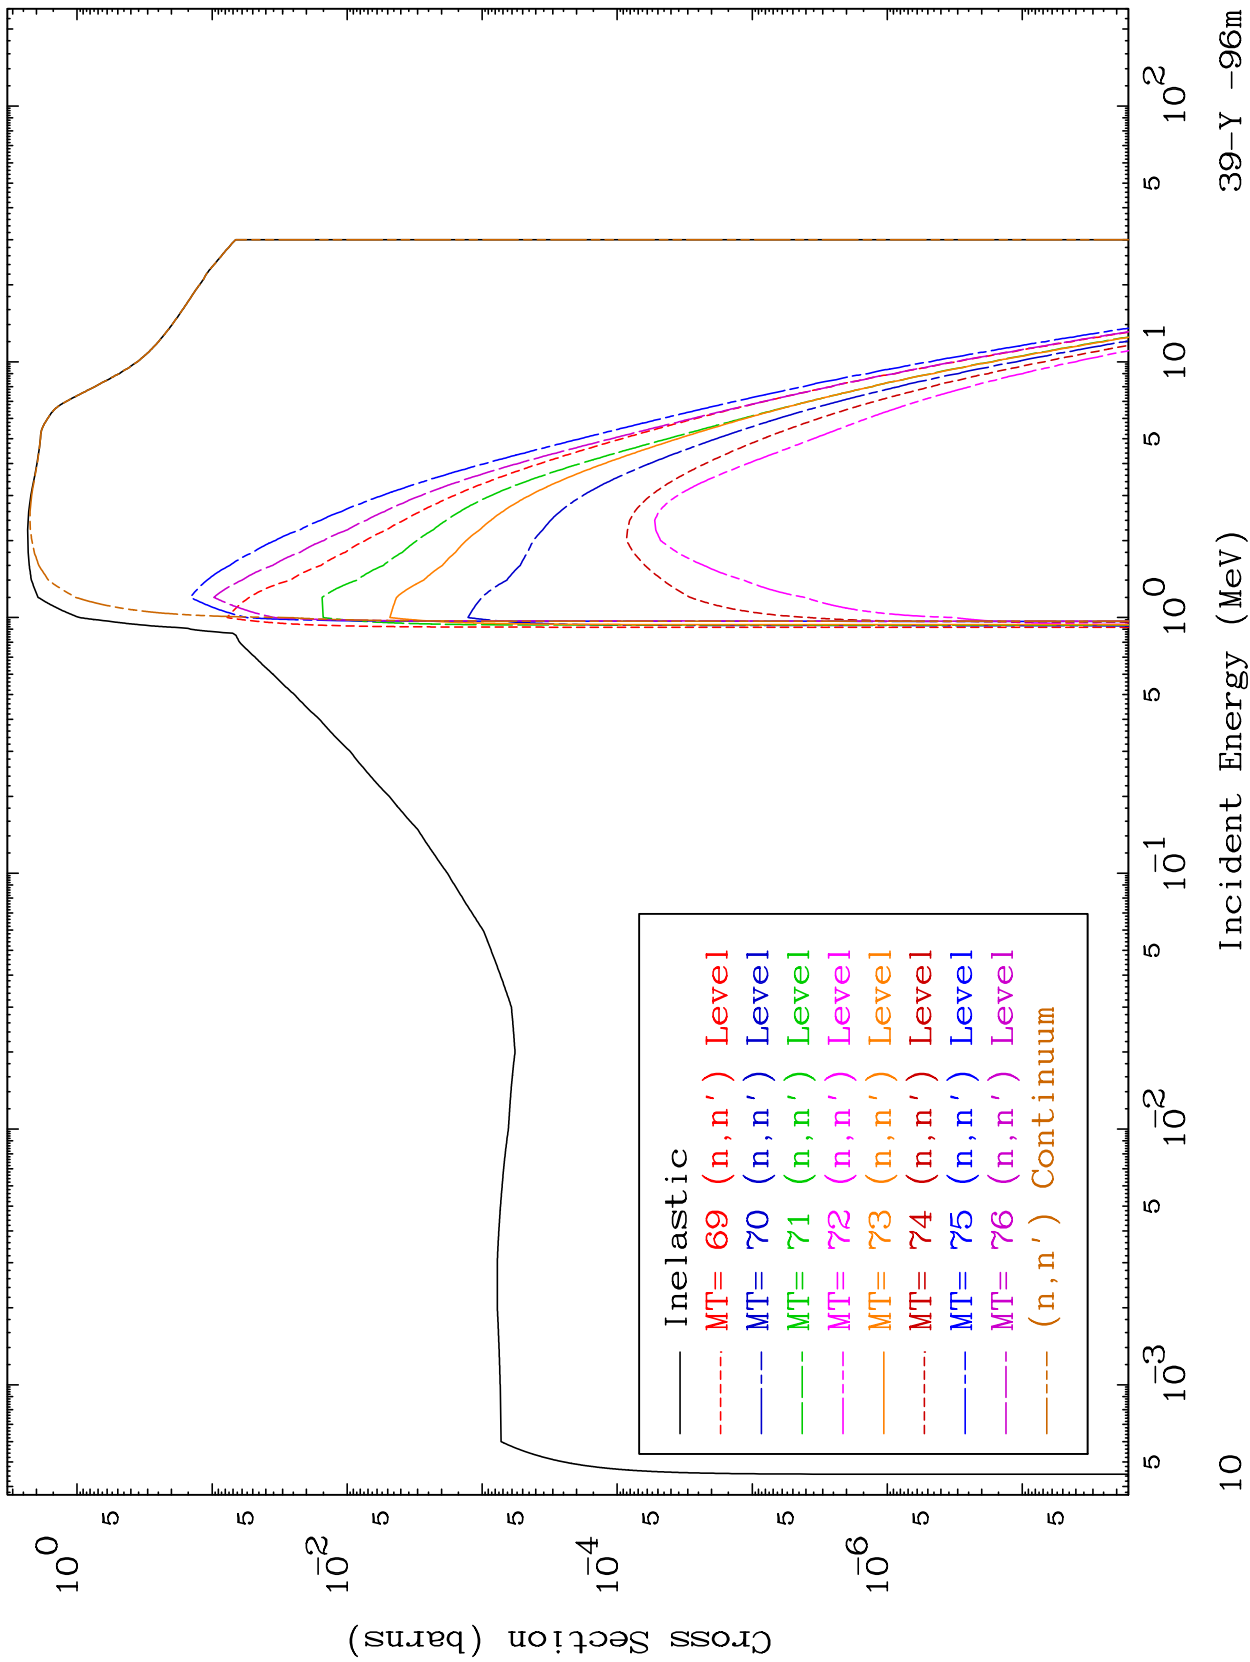 Cross Section (barns)
10^0
5
5
10^-2
5
5
10^-4
5
5
10^-6
5
5
Inelastic
MT= 69 (n,n') Level
MT= 70 (n,n') Level
MT= 71 (n,n') Level
MT= 72 (n,n') Level
MT= 73 (n,n') Level
MT= 74 (n,n') Level
MT= 75 (n,n') Level
MT= 76 (n,n') Level
(n,n') Continuum
5
10^-3
5
10^-2
5
10^-1
5
10^0
5
10^1
5
10^2
10
Incident Energy (MeV)
39-Y -96m